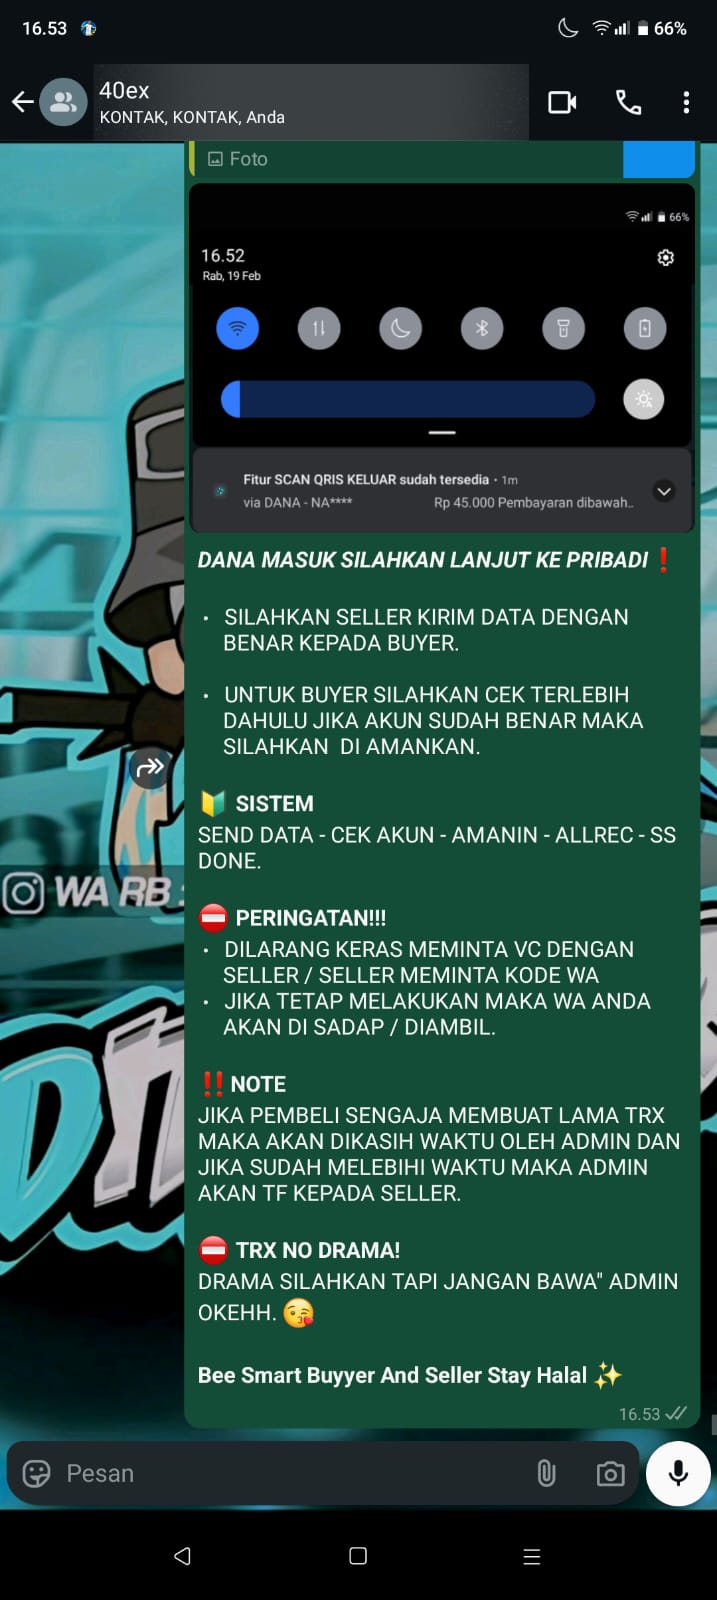 16.53
66%
40ex
KONTAK, KONTAK, Anda
Foto
66%
16.52
Rab, 19 Feb
Fitur SCAN QRIS KELUAR sudah tersedia • 1m
via DANA - NA**** Rp 45.000 Pembayaran dibawah..
DANA MASUK SILAHKAN LANJUT KE PRIBADI❗
• SILAHKAN SELLER KIRIM DATA DENGAN
BENAR KEPADA BUYER.
• UNTUK BUYER SILAHKAN CEK TERLEBIH
DAHULU JIKA AKUN SUDAH BENAR MAKA
SILAHKAN DI AMANKAN.
🔰 SISTEM
SEND DATA - CEK AKUN - AMANIN - ALLREC - SS
DONE.
⛔ PERINGATAN!!!
• DILARANG KERAS MEMINTA VC DENGAN
SELLER / SELLER MEMINTA KODE WA
• JIKA TETAP MELAKUKAN MAKA WA ANDA
AKAN DI SADAP / DIAMBIL.
WA RB :
‼️ NOTE
JIKA PEMBELI SENGAJA MEMBUAT LAMA TRX
MAKA AKAN DIKASIH WAKTU OLEH ADMIN DAN
JIKA SUDAH MELEBIHI WAKTU MAKA ADMIN
AKAN TF KEPADA SELLER.
⛔ TRX NO DRAMA!
DRAMA SILAHKAN TAPI JANGAN BAWA" ADMIN
OKEHH. 😘
Bee Smart Buyyer And Seller Stay Halal ✨
16.53
Pesan